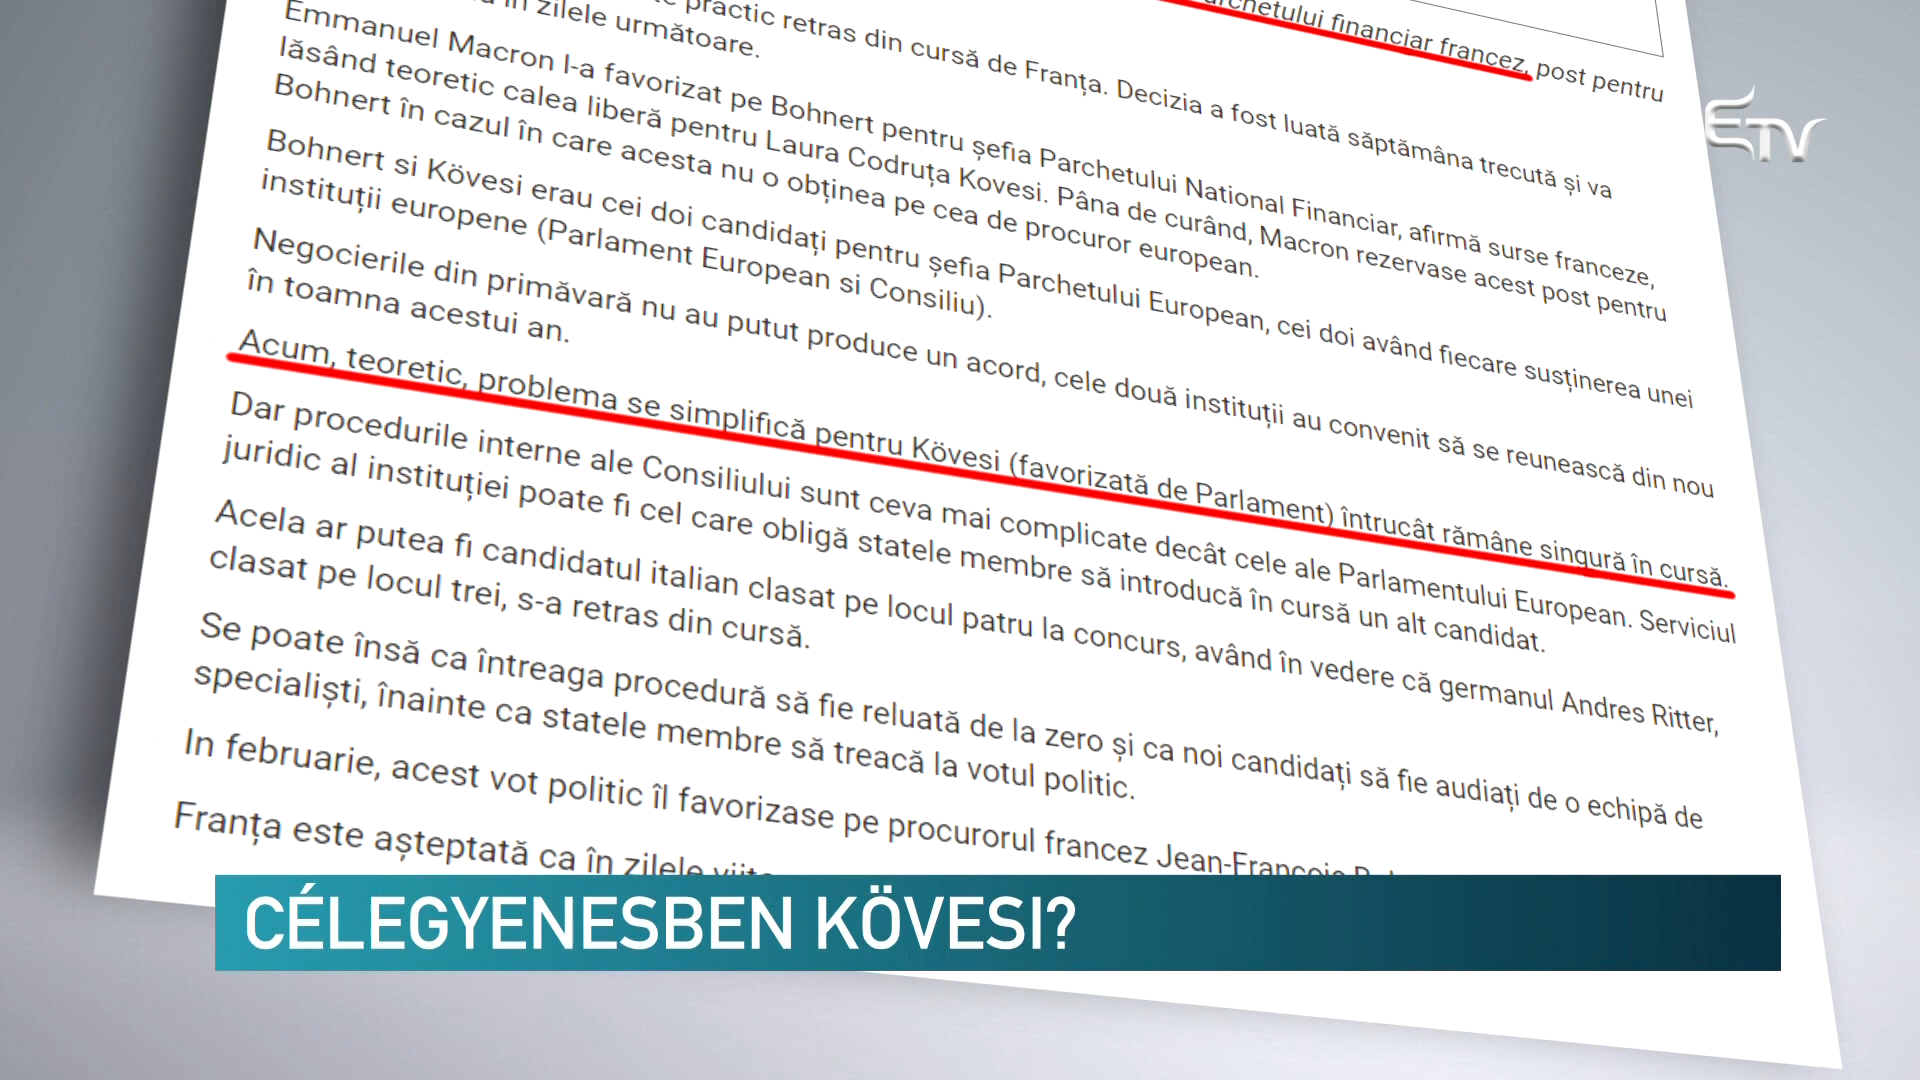 Parchetului financiar francez, post pentru
practic retras din cursă de Franța. Decizia a fost luată săptămâna trecută și va
în zilele următoare.
Emmanuel Macron l-a favorizat pe Bohnert pentru șefia Parchetului National Financiar, afirmă surse franceze,
lăsând teoretic calea liberă pentru Laura Codruța Kovesi. Pâna de curând, Macron rezervase acest post pentru
Bohnert în cazul în care acesta nu o obținea pe cea de procuror european.
Bohnert si Kövesi erau cei doi candidați pentru șefia Parchetului European, cei doi având fiecare susținerea unei
instituții europene (Parlament European si Consiliu).
Negocierile din primăvară nu au putut produce un acord, cele două instituții au convenit să se reunească din nou
în toamna acestui an.
Acum, teoretic, problema se simplifică pentru Kövesi (favorizată de Parlament) întrucât rămâne singură în cursă.
Dar procedurile interne ale Consiliului sunt ceva mai complicate decât cele ale Parlamentului European. Serviciul
juridic al instituției poate fi cel care obligă statele membre să introducă în cursă un alt candidat.
Acela ar putea fi candidatul italian clasat pe locul patru la concurs, având în vedere că germanul Andres Ritter,
clasat pe locul trei, s-a retras din cursă.
Se poate însă ca întreaga procedură să fie reluată de la zero și ca noi candidați să fie audiați de o echipă de
specialiști, înainte ca statele membre să treacă la votul politic.
In februarie, acest vot politic îl favorizase pe procurorul francez Jean-François
Franța este așteptată ca în zilele
CÉLEGYENESBEN KÖVESI?
ETV